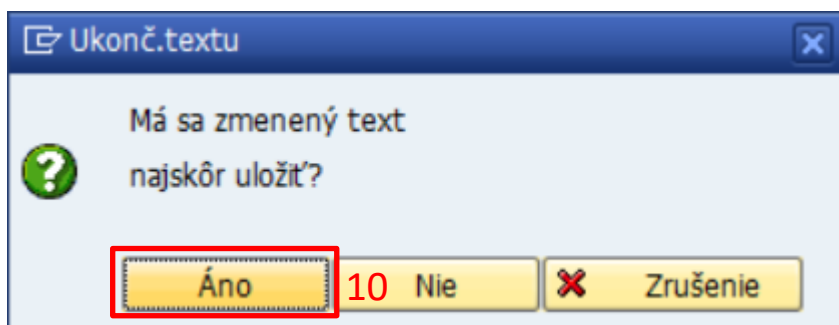 Ukonč.textu
Má sa zmenený text
najskôr uložiť?
Áno 10 Nie Zrušenie